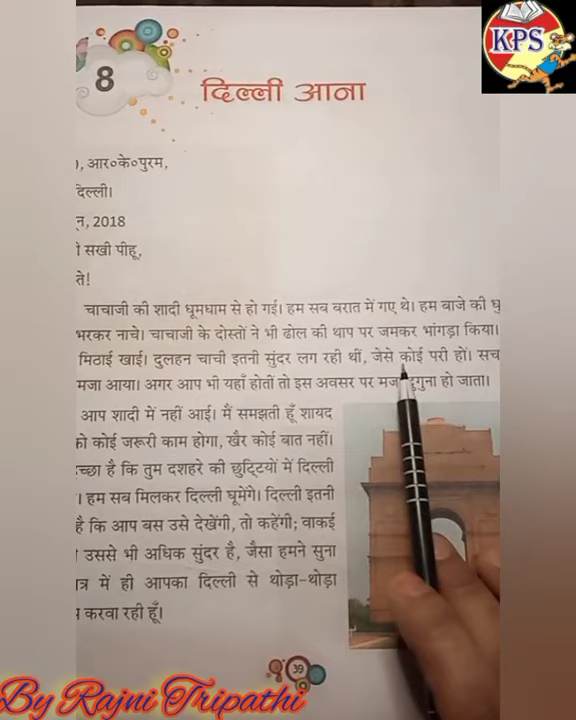 KPS
8
दिल्ली आना
), आर०के०पुरम,
दिल्ली।
न, 2018
सखी पीहू,
ते!
चाचाजी की शादी धूमधाम से हो गई। हम सब बरात में गए थे। हम बाजे की धु
भरकर नाचे। चाचाजी के दोस्तों ने भी ढोल की थाप पर जमकर भांगड़ा किया।
मिठाई खाई। दुलहन चाची इतनी सुंदर लग रही थीं, जेसे कोई परी हों। सच
मजा आया। अगर आप भी यहाँ होतीं तो इस अवसर पर दुगुना हो जाता।
आप शादी में नहीं आई। मैं समझती हूँ शायद
को कोई जरूरी काम होगा, खैर कोई बात नहीं।
च्छा है कि तुम दशहरे की छुट्टियों में दिल्ली
। हम सब मिलकर दिल्ली घूमेंगे। दिल्ली इतनी
है कि आप बस उसे देखेंगी, तो कहेंगी; वाकई
उससे भी अधिक सुंदर है, जैसा हमने सुना
त्र में ही आपका दिल्ली से थोड़ा-थोड़ा
करवा रही हूँ।
39
By Rajni Tripathi